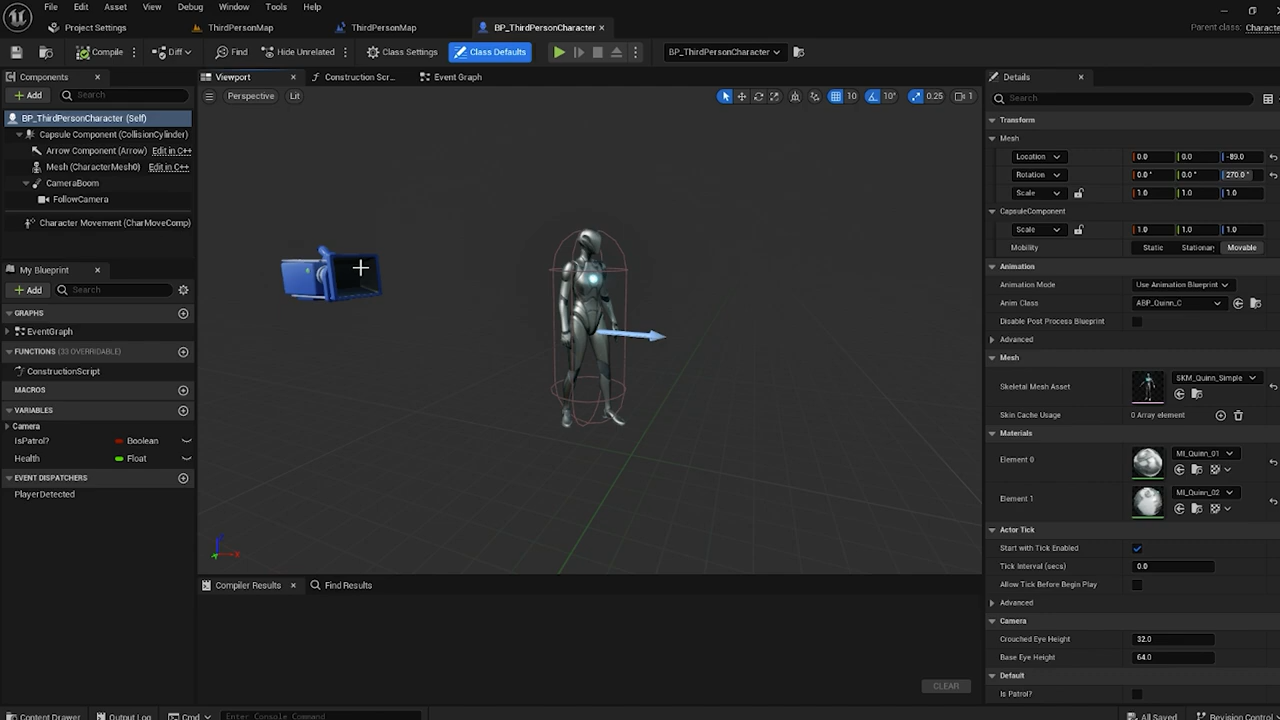 File Edit Asset View Debug Window Tools Help
Project Settings ThirdPersonMap ThirdPersonMap BP_ThirdPersonCharacter Parent class: Characte
Compile Diff Find Hide Unrelated Class Settings Class Defaults BP_ThirdPersonCharacter
Components
Add Search
BP_ThirdPersonCharacter (Self)
Capsule Component (CollisionCylinder)
Arrow Component (Arrow) Edit in C++
Mesh (CharacterMesh0) Edit in C++
CameraBoom
FollowCamera
Character Movement (CharMoveComp)
My Blueprint
Add Search
GRAPHS
EventGraph
FUNCTIONS (33 OVERRIDABLE)
ConstructionScript
MACROS
VARIABLES
Camera
IsPatrol? Boolean
Health Float
EVENT DISPATCHERS
PlayerDetected
Viewport Construction Scr... Event Graph
Perspective Lit 10 10° 0.25 1
Compiler Results Find Results
CLEAR
Details
Search
Transform
Mesh
Location 0.0 0.0 -89.0
Rotation 0.0° 0.0° 270.0°
Scale 1.0 1.0 1.0
CapsuleComponent
Scale 1.0 1.0 1.0
Mobility Static Stationary Movable
Animation
Animation Mode Use Animation Blueprint
Anim Class ABP_Quinn_C
Disable Post Process Blueprint
Advanced
Mesh
Skeletal Mesh Asset SKM_Quinn_Simple
Skin Cache Usage 0 Array element
Materials
Element 0 MI_Quinn_01
Element 1 MI_Quinn_02
Actor Tick
Start with Tick Enabled
Tick Interval (secs) 0.0
Allow Tick Before Begin Play
Advanced
Camera
Crouched Eye Height 32.0
Base Eye Height 64.0
Default
Is Patrol?
Content Drawer Output Log Cmd Enter Console Command All Saved Revision Control